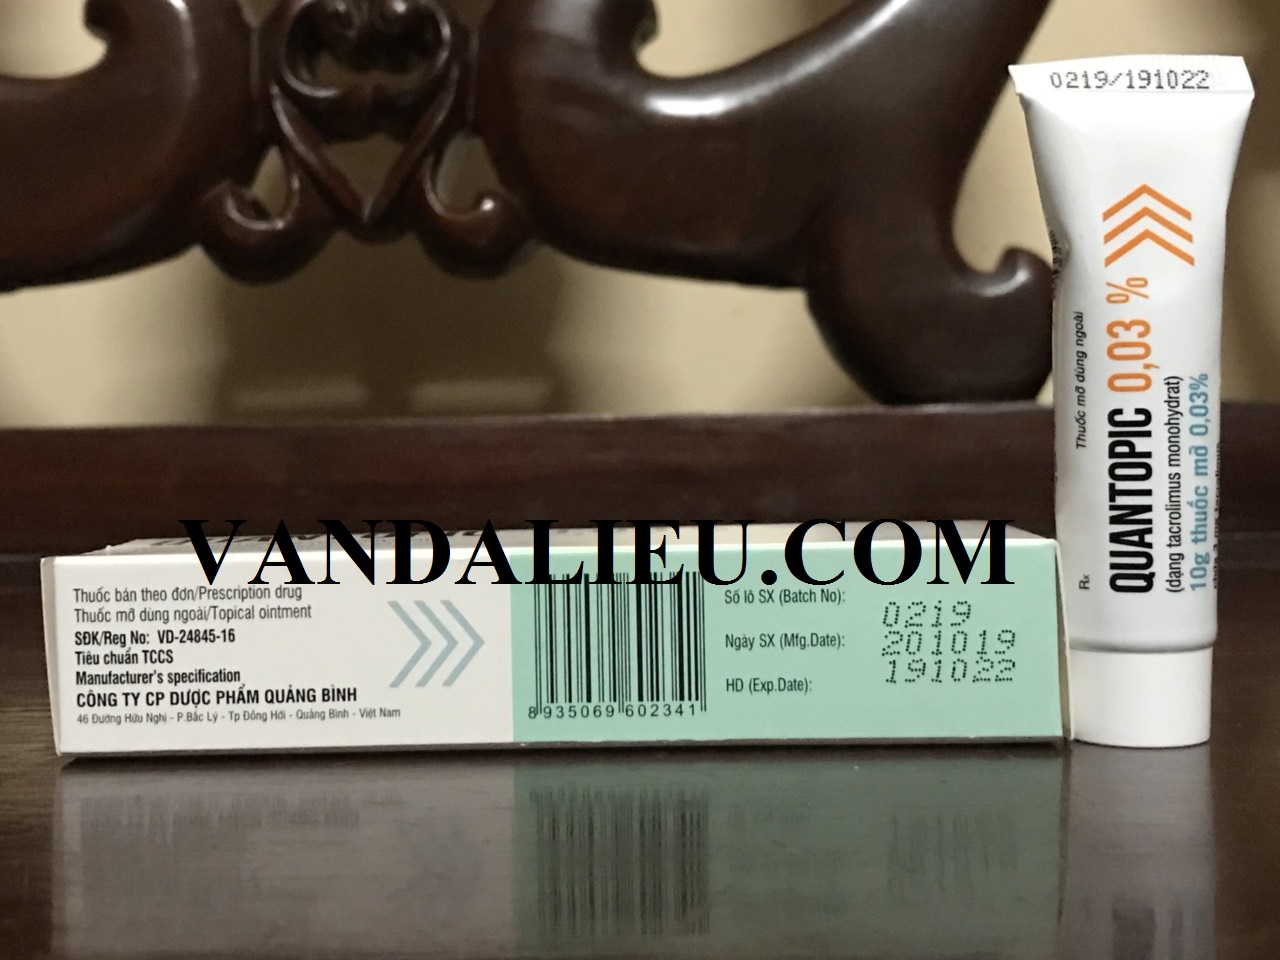 0219/191022
Thuốc mỡ dùng ngoài
Rx
QUANTOPIC 0,03 %
(dạng tacrolimus monohydrat)
10g thuốc mỡ 0,03%
VANDALIEU.COM
Thuốc bán theo đơn/Prescription drug
Thuốc mỡ dùng ngoài/Topical ointment
SĐK/Reg No: VD-24845-16
Tiêu chuẩn TCCS
Manufacturer's specification
CÔNG TY CP DƯỢC PHẨM QUẢNG BÌNH
46 Đường Hữu Nghị - P.Bắc Lý - Tp Đồng Hới - Quảng Bình - Việt Nam
8 935069 602341
Số lô SX (Batch No): 0219
Ngày SX (Mfg.Date): 201019
HD (Exp.Date): 191022